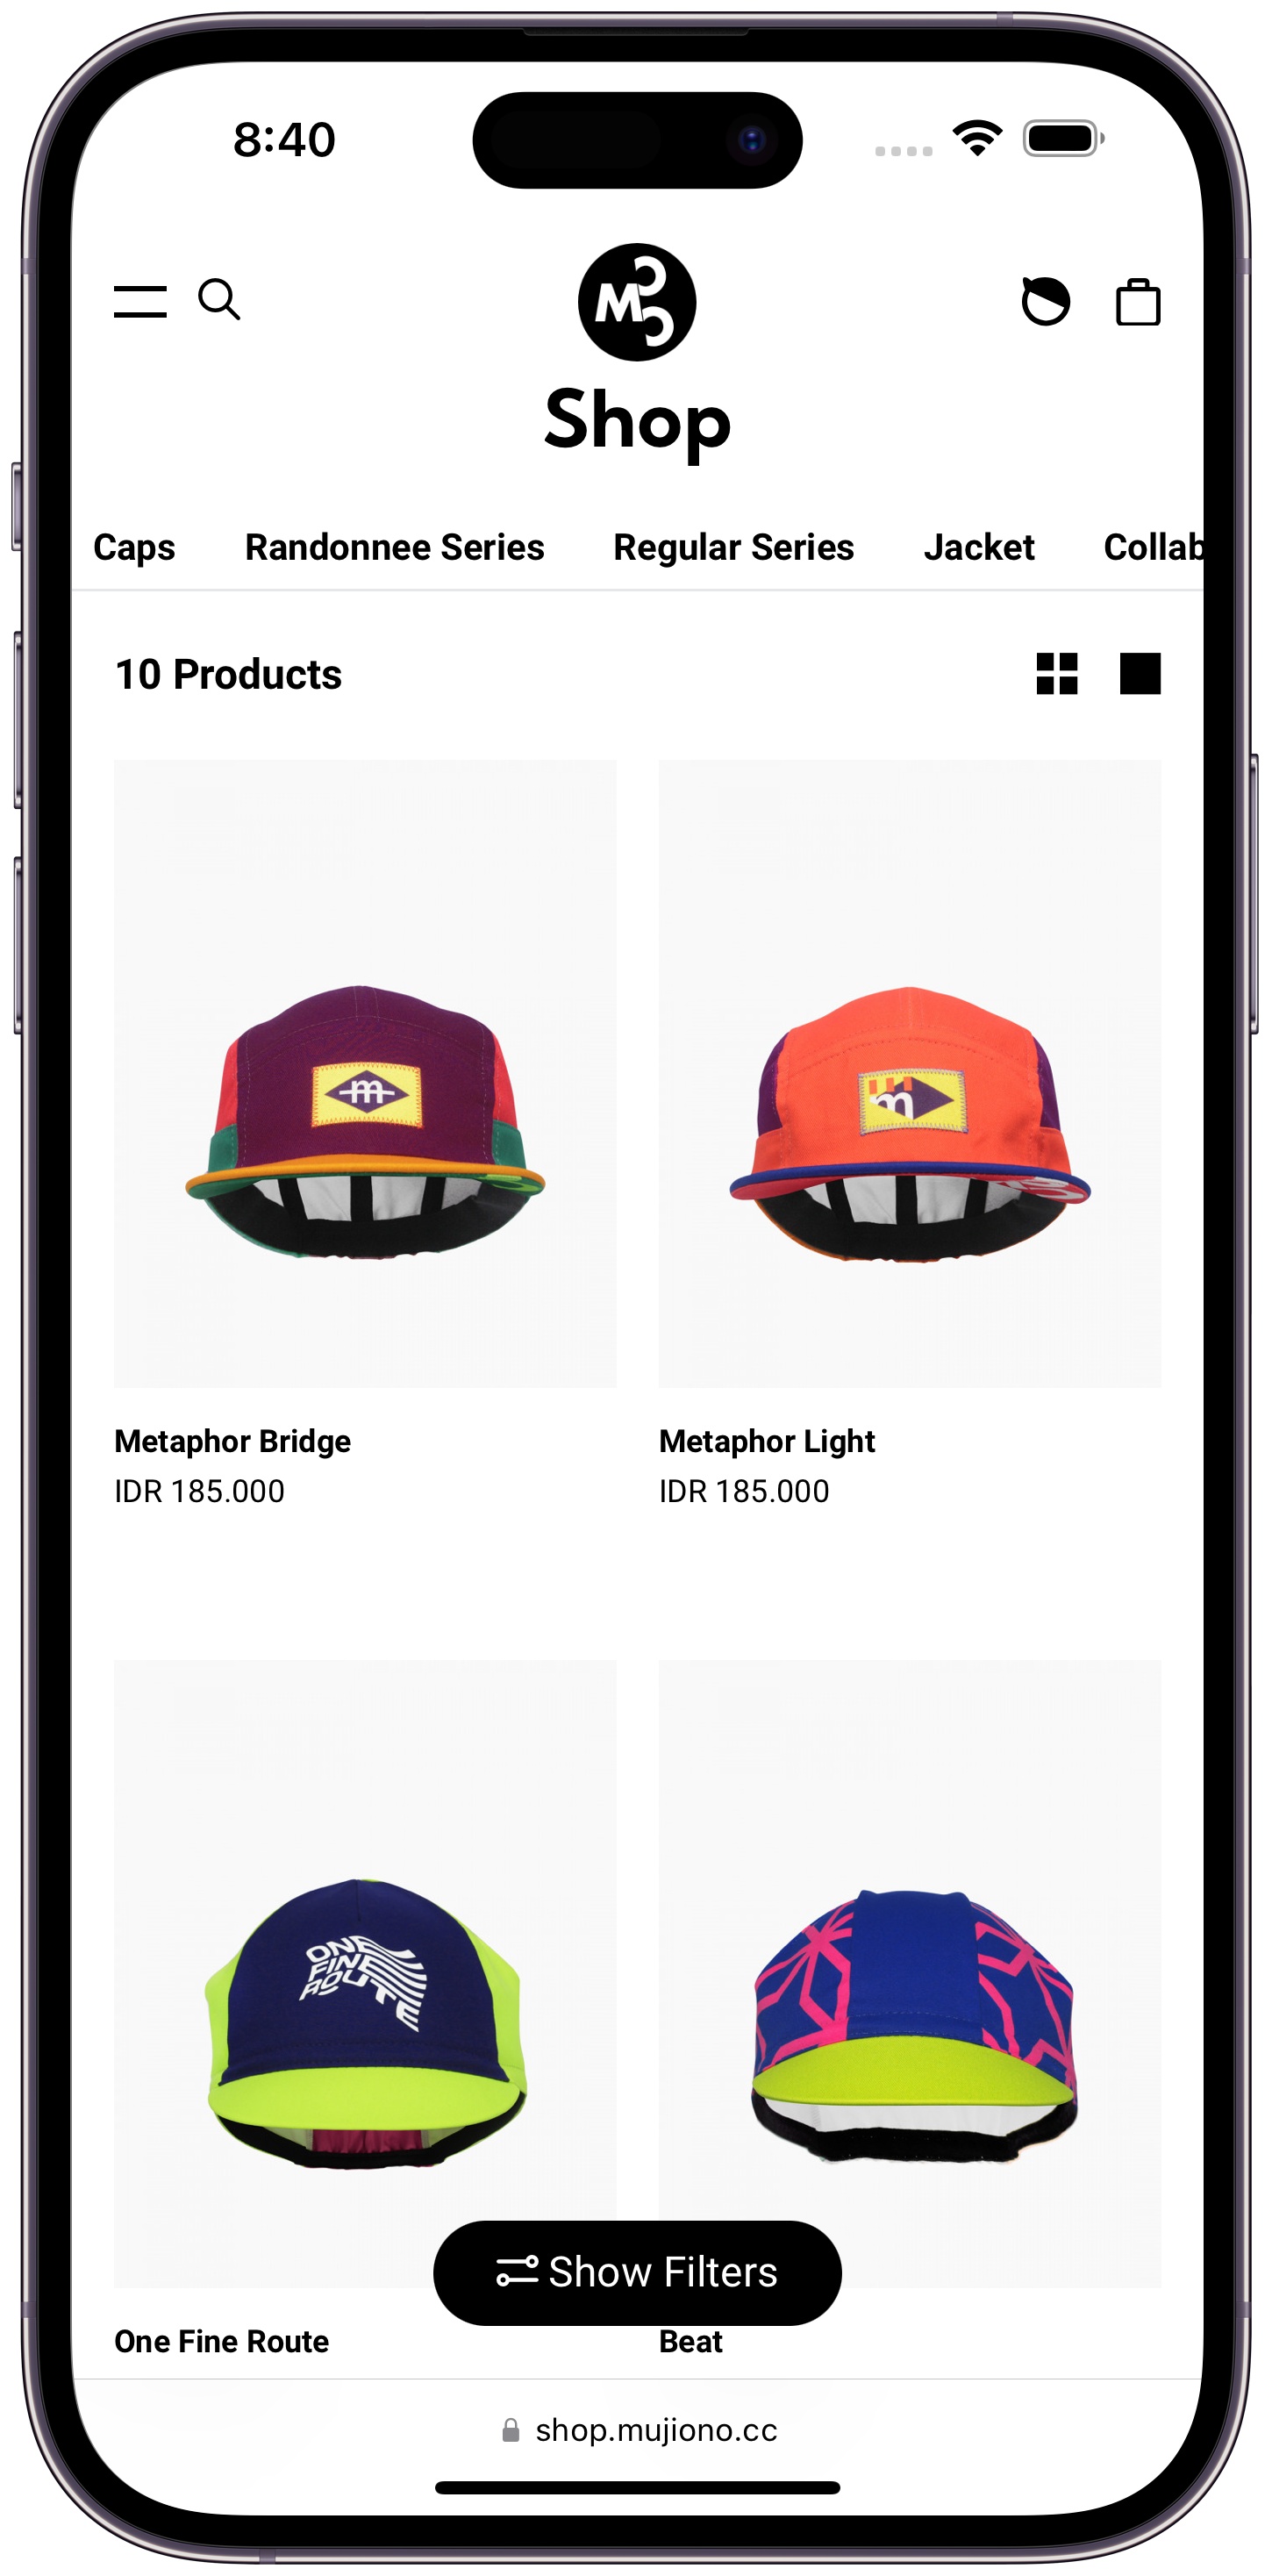 8:40
M
Shop
Caps Randonnee Series Regular Series Jacket Collab
10 Products
m m
Metaphor Bridge Metaphor Light
IDR 185.000 IDR 185.000
ONE
FINE
ROUTE
Show Filters
One Fine Route Beat
shop.mujiono.cc